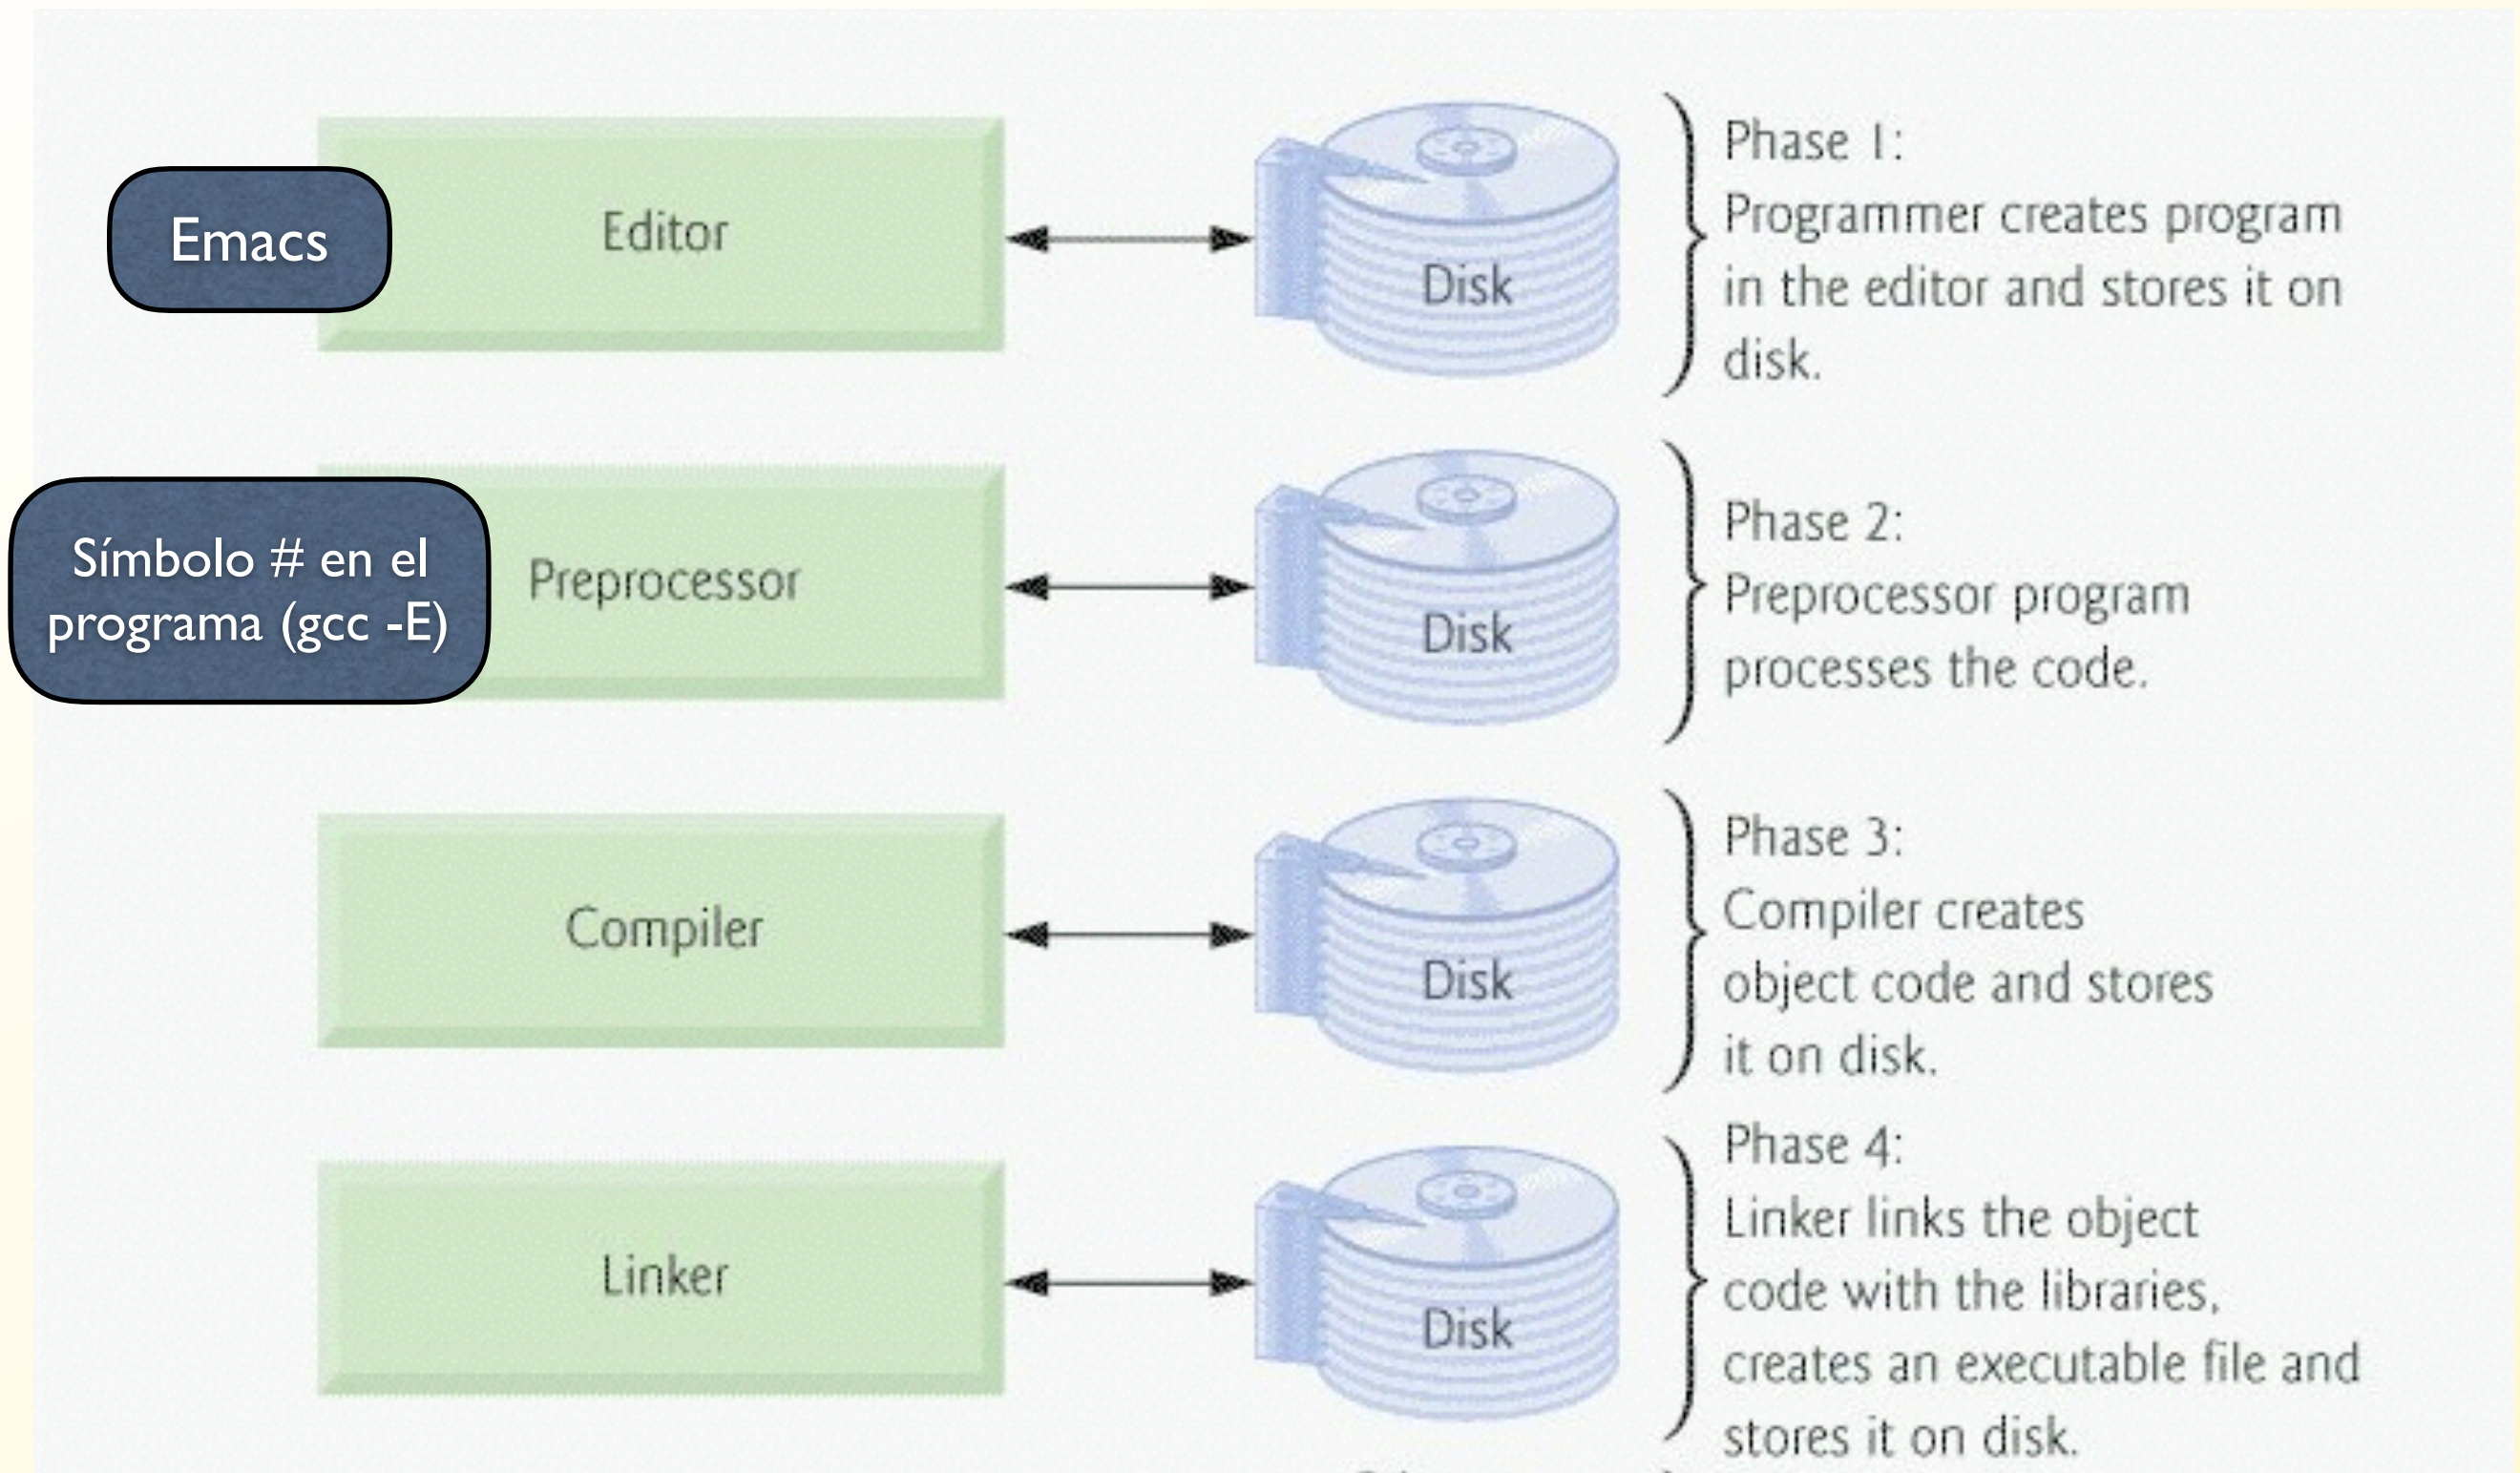 Emacs
Editor
Disk
Phase 1:
Programmer creates program
in the editor and stores it on
disk.
Símbolo # en el
programa (gcc -E)
Preprocessor
Disk
Phase 2:
Preprocessor program
processes the code.
Compiler
Disk
Phase 3:
Compiler creates
object code and stores
it on disk.
Linker
Disk
Phase 4:
Linker links the object
code with the libraries,
creates an executable file and
stores it on disk.